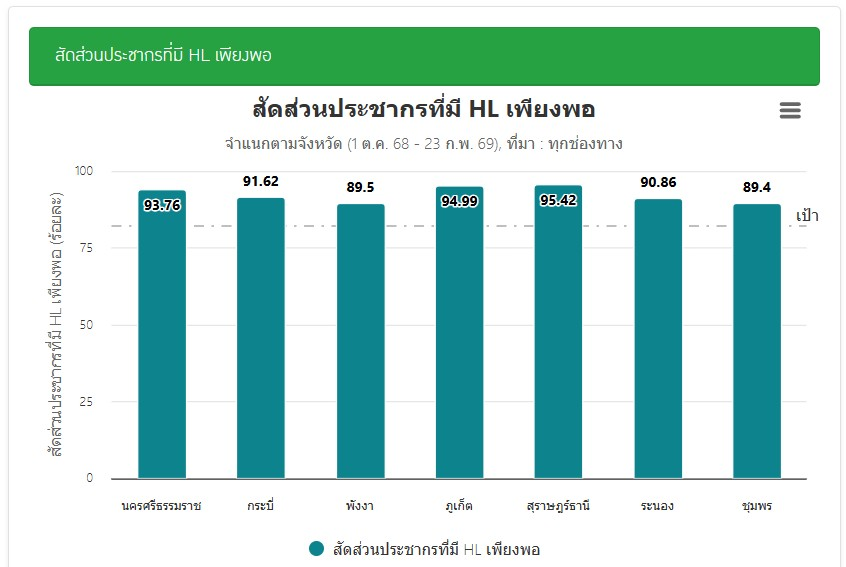 สัดส่วนประชากรที่มี HL เพียงพอ
สัดส่วนประชากรที่มี HL เพียงพอ
จำแนกตามจังหวัด (1 ต.ค. 68 - 23 ก.พ. 69), ที่มา : ทุกช่องทาง
สัดส่วนประชากรที่มี HL เพียงพอ (ร้อยละ)
100
75
50
25
0
93.76
91.62
89.5
94.99
95.42
90.86
89.4
เป้า
นครศรีธรรมราช
กระบี่
พังงา
ภูเก็ต
สุราษฎร์ธานี
ระนอง
ชุมพร
สัดส่วนประชากรที่มี HL เพียงพอ